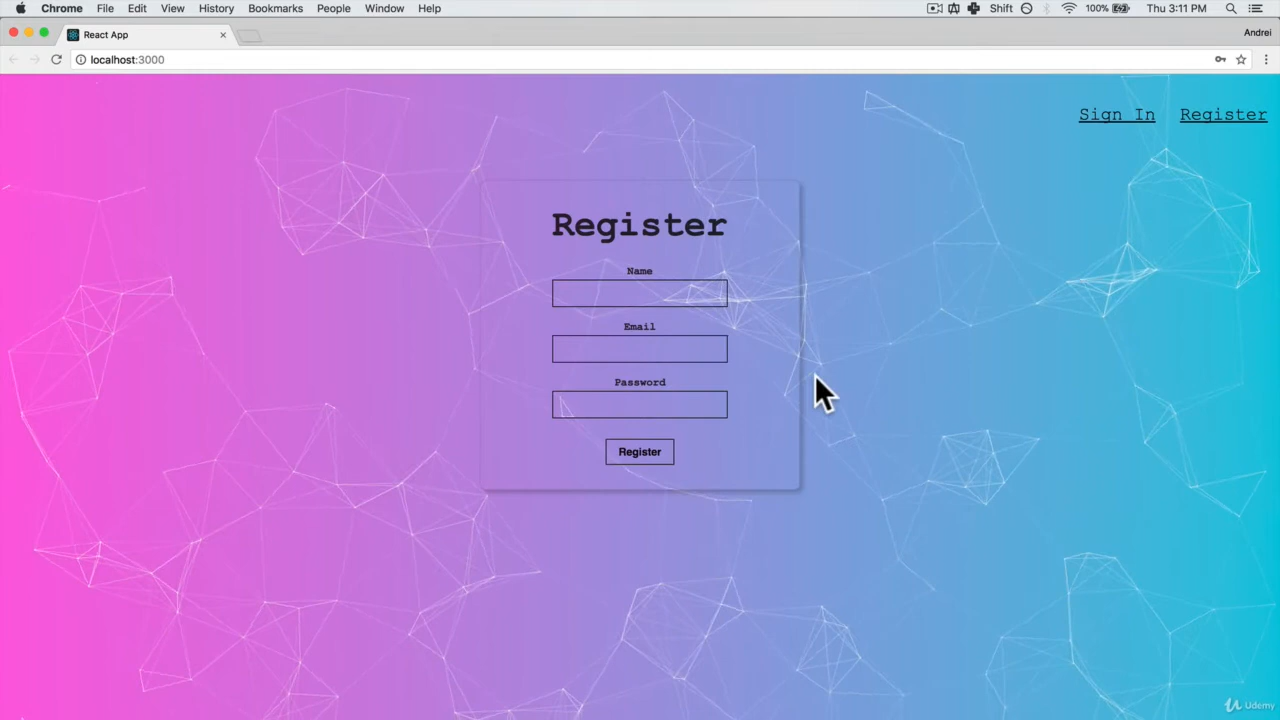 Chrome File Edit View History Bookmarks People Window Help Shift 100% Thu 3:11 PM
React App Andrei
localhost:3000
Sign In Register
Register
Name
Email
Password
Register
Udemy